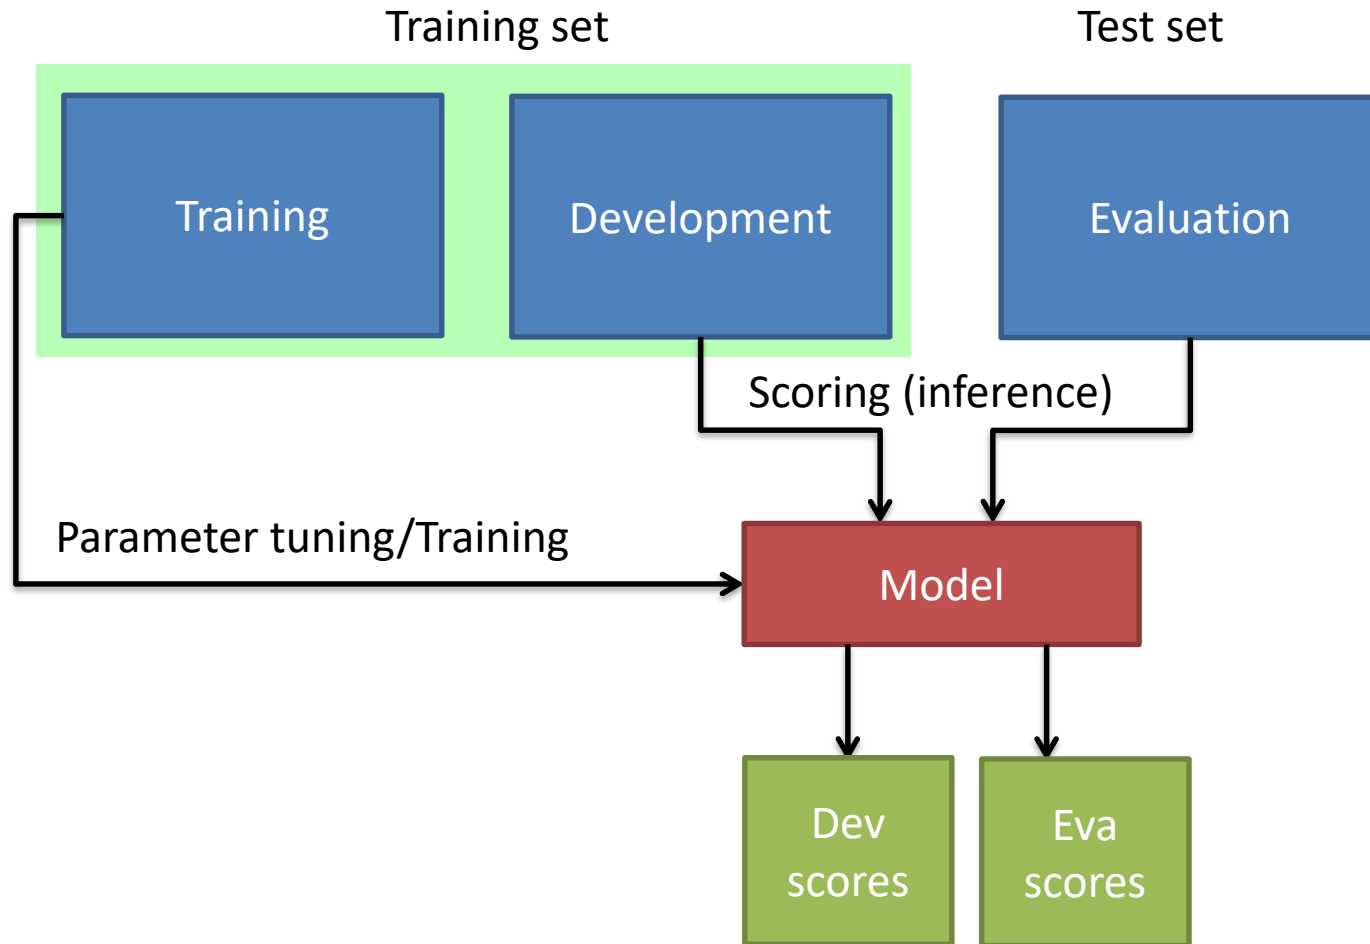 Training set
Test set
Training
Development
Evaluation
Scoring (inference)
Parameter tuning/Training
Model
Dev
scores
Eva
scores